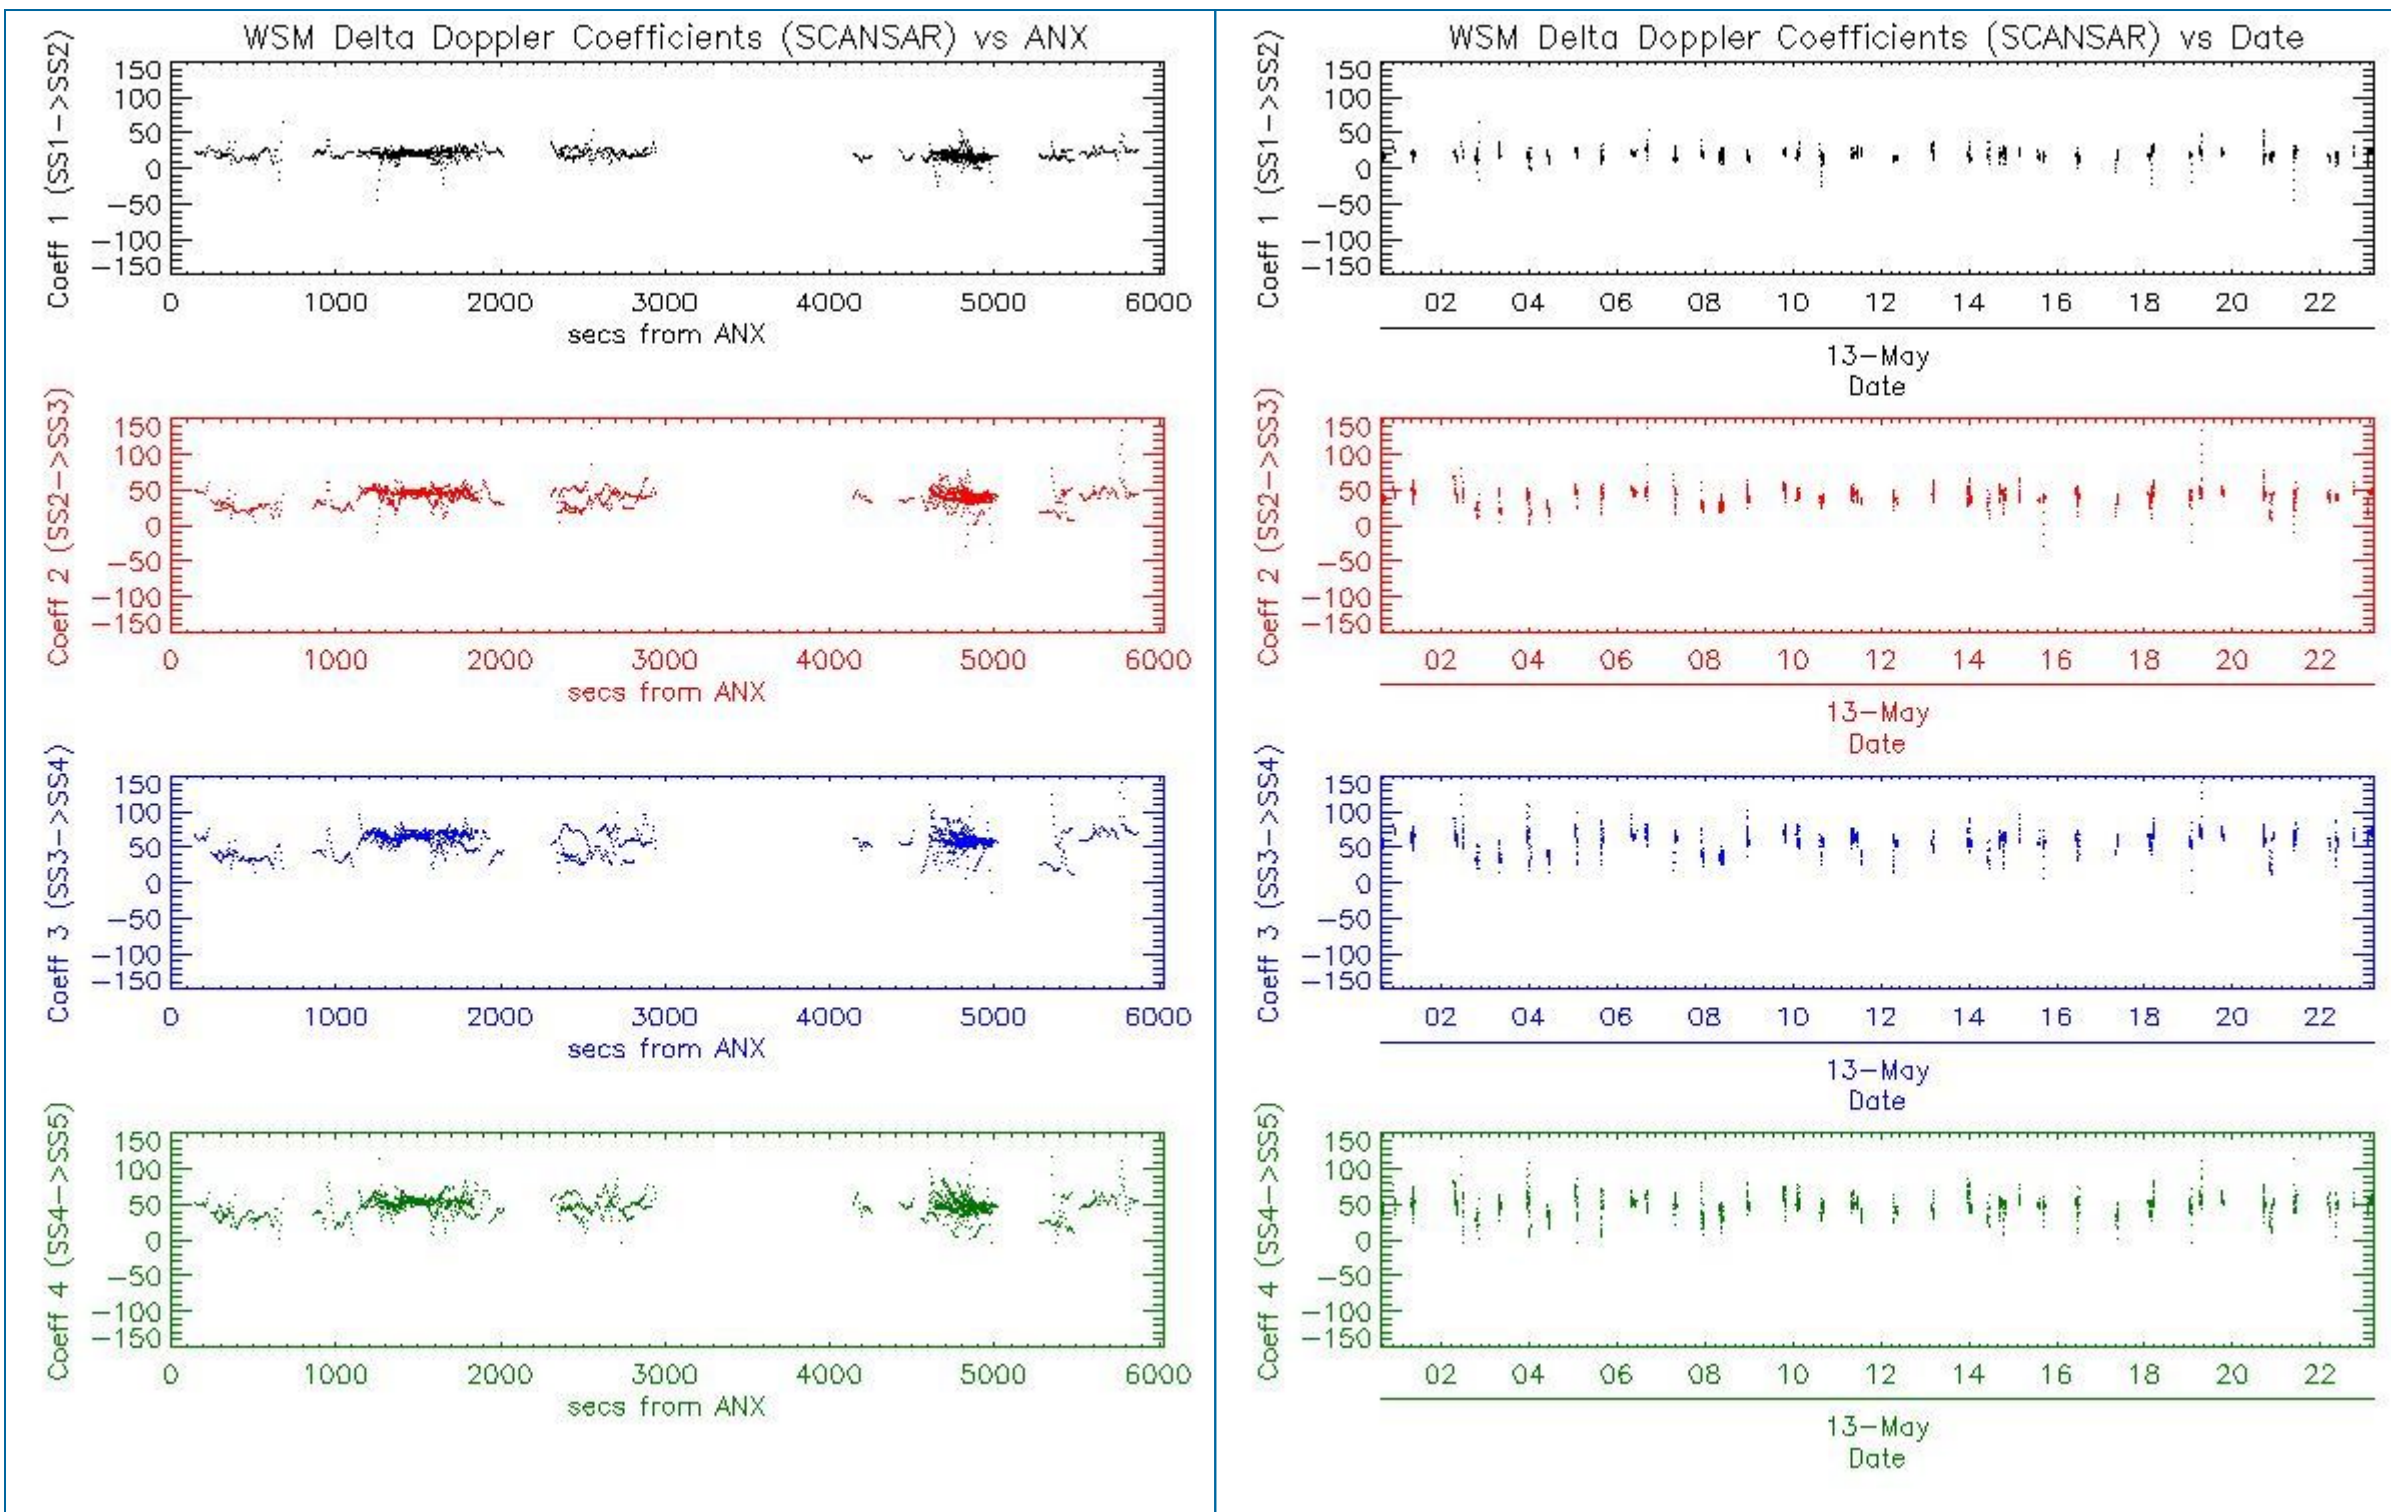 WSM Delta Doppler Coefficients (SCANSAR) vs ANX
Coeff 1 (SS1->SS2)
150
100
50
0
-50
-100
-150
0 1000 2000 3000 4000 5000 6000
secs from ANX
Coeff 2 (SS2->SS3)
150
100
50
0
-50
-100
-150
0 1000 2000 3000 4000 5000 6000
secs from ANX
Coeff 3 (SS3->SS4)
150
100
50
0
-50
-100
-150
0 1000 2000 3000 4000 5000 6000
secs from ANX
Coeff 4 (SS4->SS5)
150
100
50
0
-50
-100
-150
0 1000 2000 3000 4000 5000 6000
secs from ANX
WSM Delta Doppler Coefficients (SCANSAR) vs Date
Coeff 1 (SS1->SS2)
150
100
50
0
-50
-100
-150
02 04 06 08 10 12 14 16 18 20 22
13-May
Date
Coeff 2 (SS2->SS3)
150
100
50
0
-50
-100
-150
02 04 06 08 10 12 14 16 18 20 22
13-May
Date
Coeff 3 (SS3->SS4)
150
100
50
0
-50
-100
-150
02 04 06 08 10 12 14 16 18 20 22
13-May
Date
Coeff 4 (SS4->SS5)
150
100
50
0
-50
-100
-150
02 04 06 08 10 12 14 16 18 20 22
13-May
Date